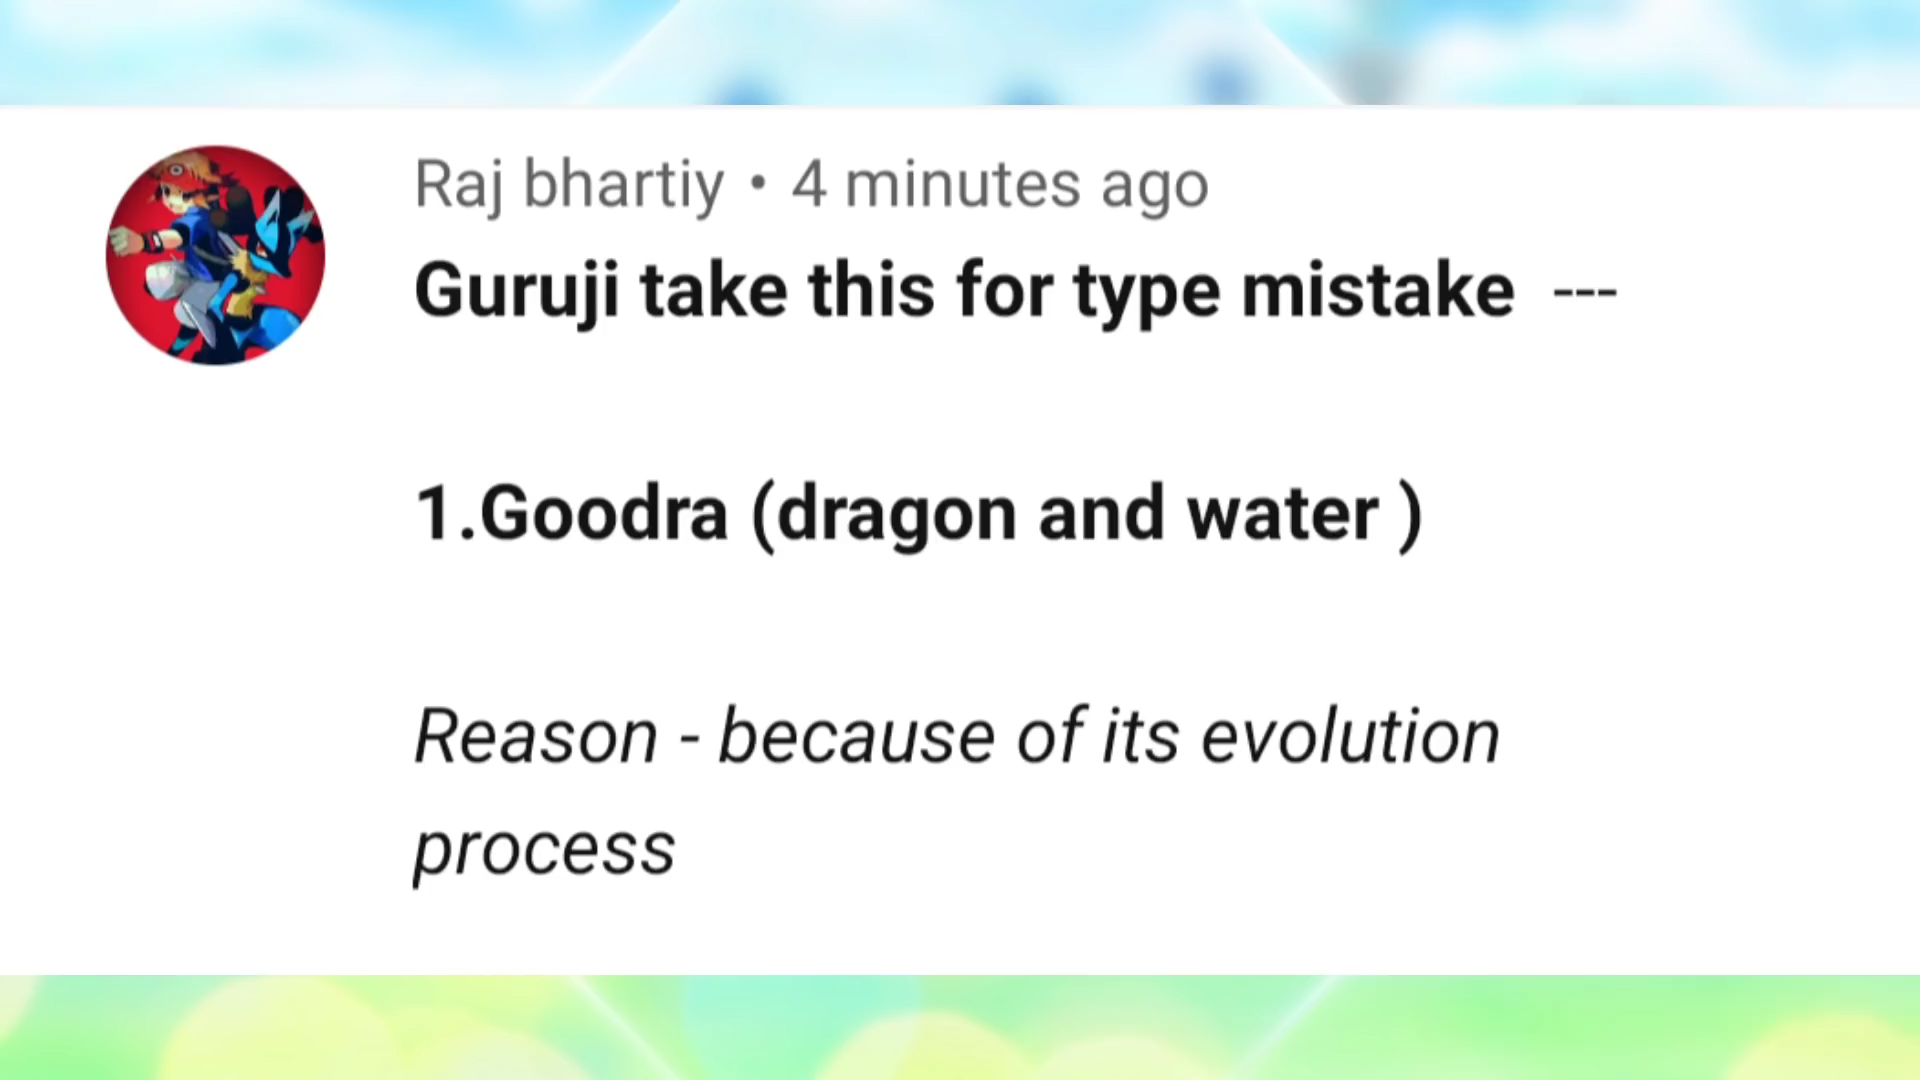 Raj bhartiy • 4 minutes ago
Guruji take this for type mistake ---
1.Goodra (dragon and water )
Reason - because of its evolution
process